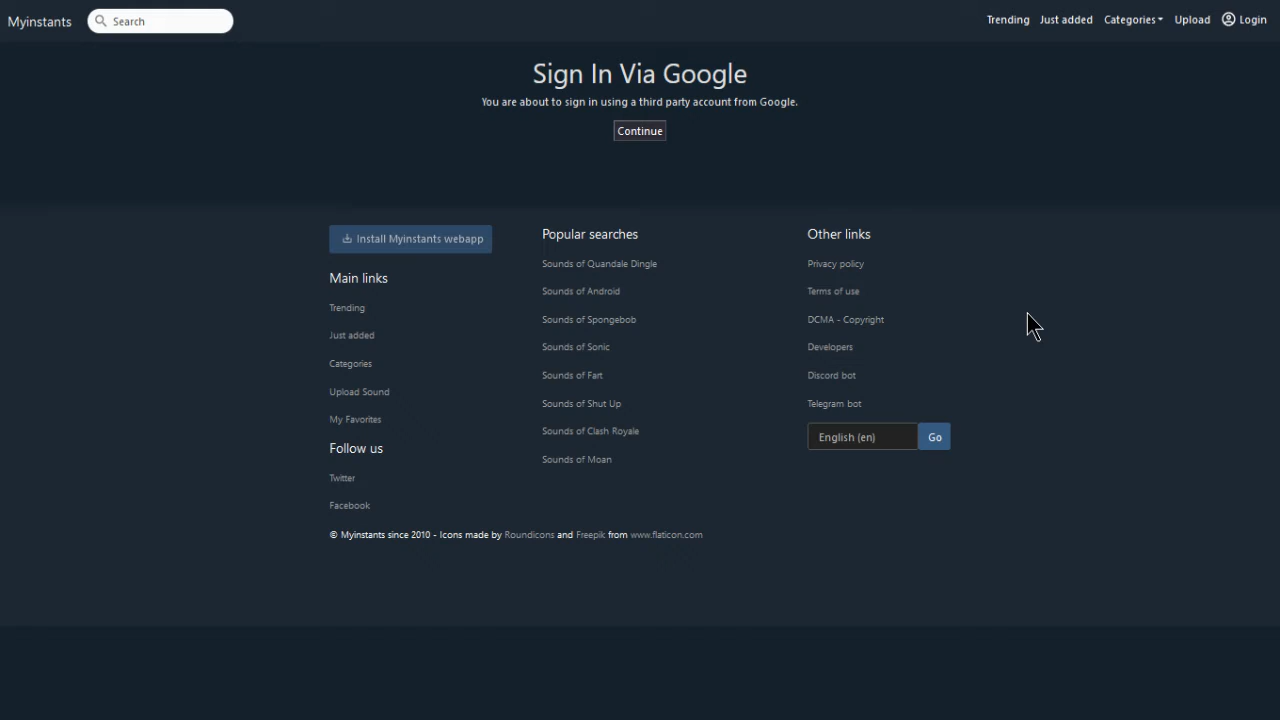 Myinstants
Search
Trending
Just added
Categories
Upload
Login
Sign In Via Google
You are about to sign in using a third party account from Google.
Continue
Install Myinstants webapp
Main links
Trending
Just added
Categories
Upload Sound
My Favorites
Follow us
Twitter
Facebook
Popular searches
Sounds of Quandale Dingle
Sounds of Android
Sounds of Spongebob
Sounds of Sonic
Sounds of Fart
Sounds of Shut Up
Sounds of Clash Royale
Sounds of Moan
Other links
Privacy policy
Terms of use
DCMA - Copyright
Developers
Discord bot
Telegram bot
English (en)
Go
© Myinstants since 2010 - Icons made by Roundicons and Freepik from www.flaticon.com